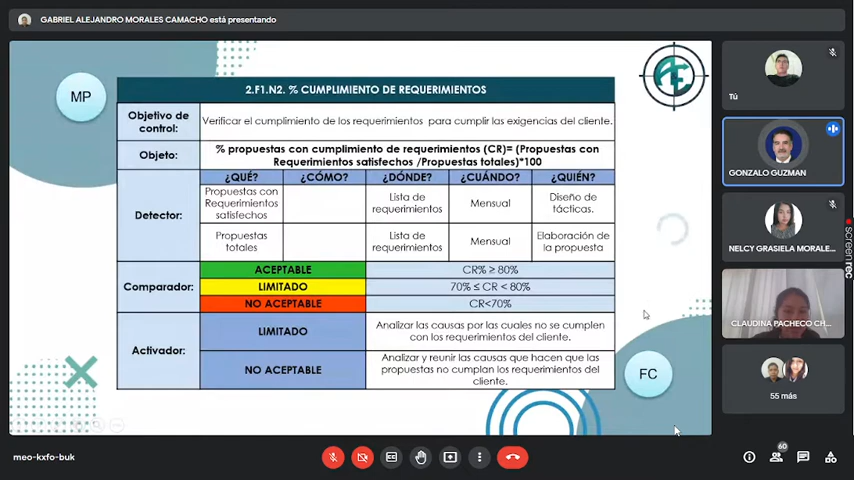 GABRIEL ALEJANDRO MORALES CAMACHO está presentando
MP
2.F1.N2. % CUMPLIMIENTO DE REQUERIMIENTOS
Objetivo de
control:
Verificar el cumplimiento de los requerimientos para cumplir las exigencias del cliente.
Objeto:
% propuestas con cumplimiento de requerimientos (CR)= (Propuestas con
Requerimientos satisfechos /Propuestas totales)*100
Detector:
¿QUÉ? ¿CÓMO? ¿DÓNDE? ¿CUÁNDO? ¿QUIÉN?
Propuestas con
Requerimientos
satisfechos
Lista de
requerimientos
Mensual
Diseño de
tácticas.
Propuestas
totales
Lista de
requerimientos
Mensual
Elaboración de
la propuesta
Comparador:
ACEPTABLE CR% ≥ 80%
LIMITADO 70% ≤ CR < 80%
NO ACEPTABLE CR<70%
Activador:
LIMITADO
Analizar las causas por las cuales no se cumplen
con los requerimientos del cliente.
NO ACEPTABLE
Analizar y reunir las causas que hacen que las
propuestas no cumplan los requerimientos del
cliente.
FC
Tú
GONZALO GUZMAN
NELCY GRASIELA MORALE...
CLAUDINA PACHECO CH...
55 más
screenrec
meo-kxfo-buk
60